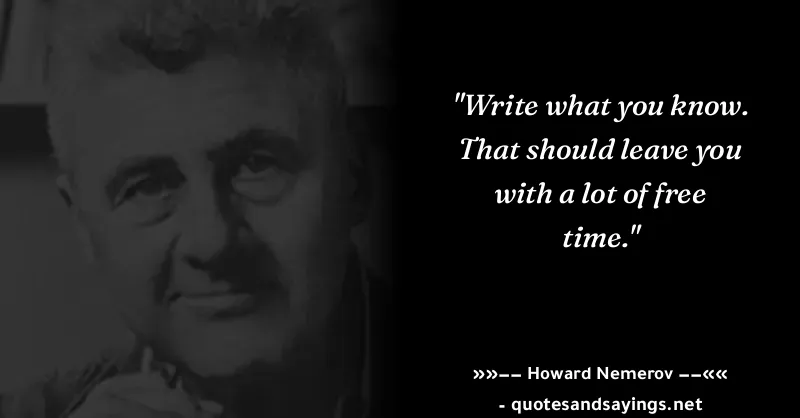 "Write what you know.
That should leave you
with a lot of free
time."
»»−− Howard Nemerov −−««
- quotesandsayings.net